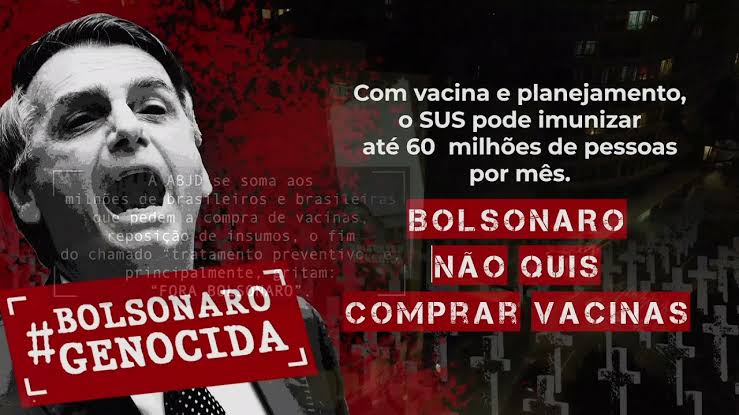 Com vacina e planejamento,
o SUS pode imunizar
até 60 milhões de pessoas
por mês.
BOLSONARO
NÃO QUIS
COMPRAR VACINAS
A ABJD se soma aos
milhões de brasileiros e brasileiras
que pedem a compra de vacinas,
reposição de insumos, o fim
do chamado "tratamento preventivo" e,
principalmente, gritam:
"FORA BOLSONARO"
#BOLSONARO
GENOCIDA